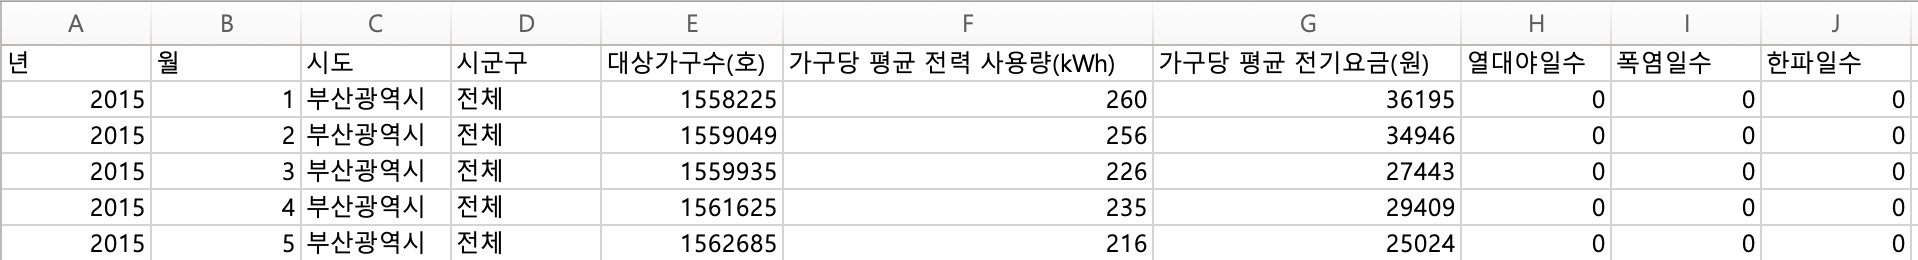 A B C D E F G H I J
년 월 시도 시군구 대상가구수(호) 가구당 평균 전력 사용량(kWh) 가구당 평균 전기요금(원) 열대야일수 폭염일수 한파일수
2015 1 부산광역시 전체 1558225 260 36195 0 0 0
2015 2 부산광역시 전체 1559049 256 34946 0 0 0
2015 3 부산광역시 전체 1559935 226 27443 0 0 0
2015 4 부산광역시 전체 1561625 235 29409 0 0 0
2015 5 부산광역시 전체 1562685 216 25024 0 0 0